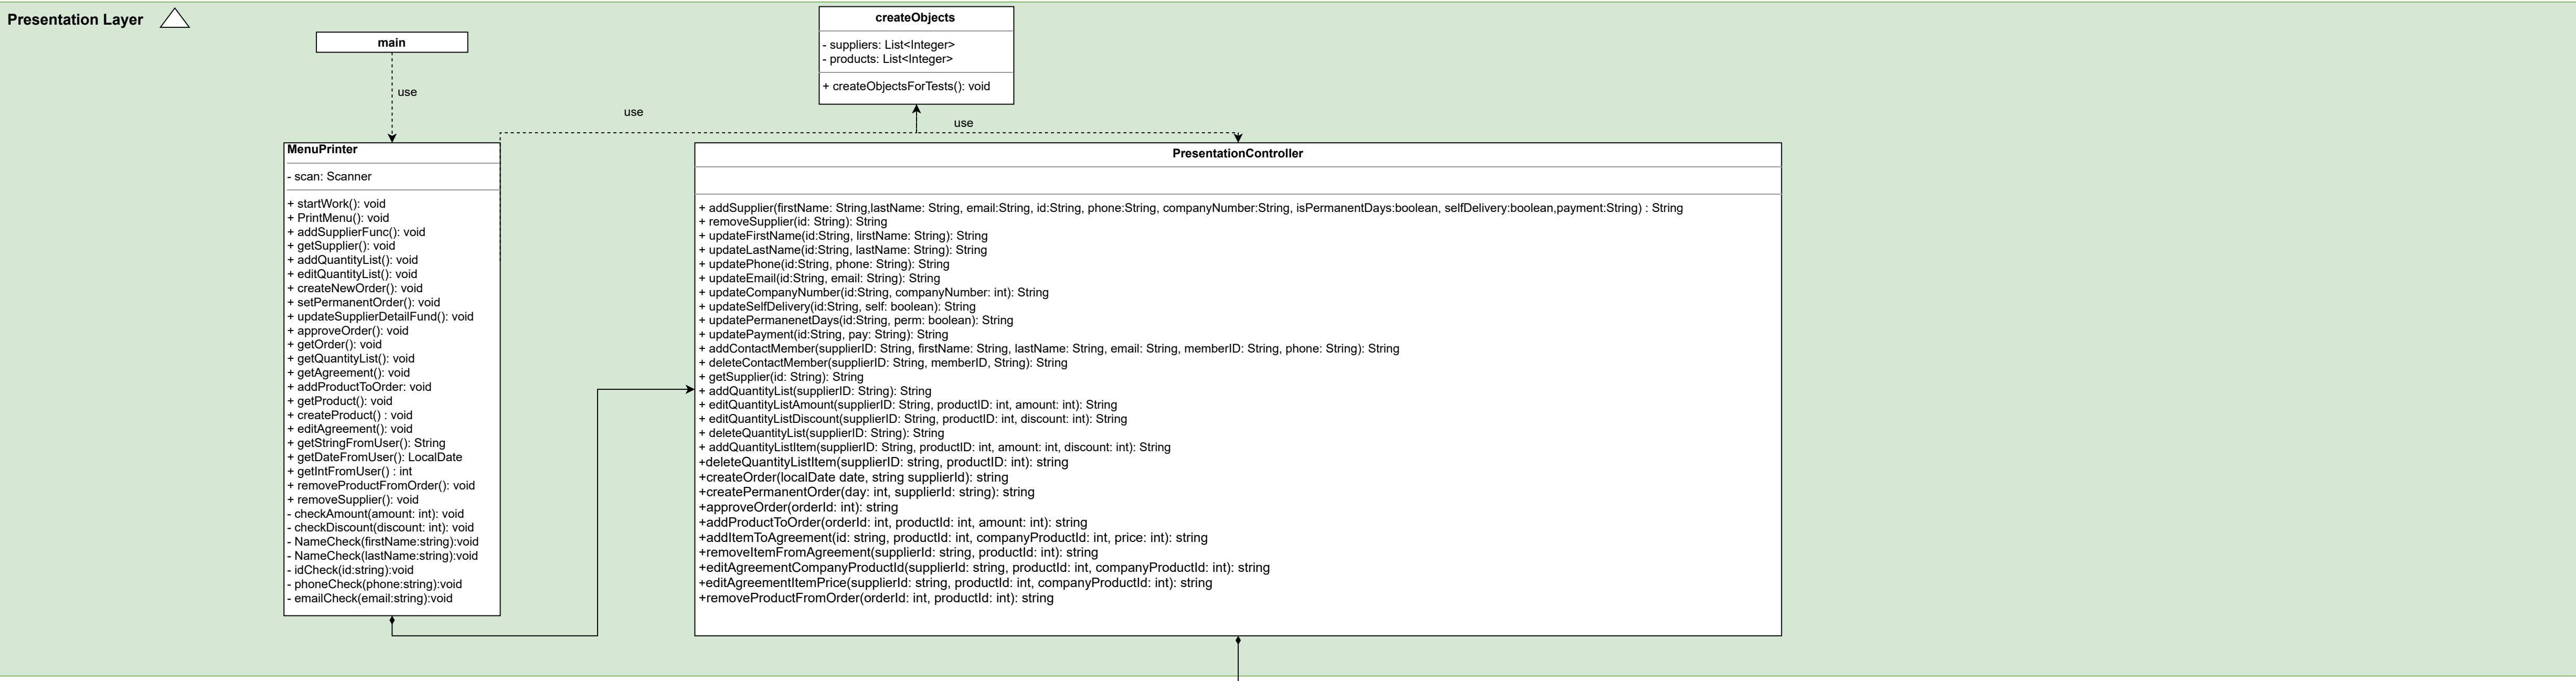 Presentation Layer
main
use
createObjects
- suppliers: List<Integer>
- products: List<Integer>
+ createObjectsForTests(): void
use
use
MenuPrinter
- scan: Scanner
+ startWork(): void
+ PrintMenu(): void
+ addSupplierFunc(): void
+ getSupplier(): void
+ addQuantityList(): void
+ editQuantityList(): void
+ createNewOrder(): void
+ setPermanentOrder(): void
+ updateSupplierDetailFund(): void
+ approveOrder(): void
+ getOrder(): void
+ getQuantityList(): void
+ getAgreement(): void
+ addProductToOrder: void
+ getProduct(): void
+ createProduct() : void
+ editAgreement(): void
+ getStringFromUser(): String
+ getDateFromUser(): LocalDate
+ getIntFromUser() : int
+ removeProductFromOrder(): void
+ removeSupplier(): void
- checkAmount(amount: int): void
- checkDiscount(discount: int): void
- NameCheck(firstName:string):void
- NameCheck(lastName:string):void
- idCheck(id:string):void
- phoneCheck(phone:string):void
- emailCheck(email:string):void
PresentationController
+ addSupplier(firstName: String,lastName: String, email:String, id:String, phone:String, companyNumber:String, isPermanentDays:boolean, selfDelivery:boolean,payment:String) : String
+ removeSupplier(id: String): String
+ updateFirstName(id:String, lirstName: String): String
+ updateLastName(id:String, lastName: String): String
+ updatePhone(id:String, phone: String): String
+ updateEmail(id:String, email: String): String
+ updateCompanyNumber(id:String, companyNumber: int): String
+ updateSelfDelivery(id:String, self: boolean): String
+ updatePermanenetDays(id:String, perm: boolean): String
+ updatePayment(id:String, pay: String): String
+ addContactMember(supplierID: String, firstName: String, lastName: String, email: String, memberID: String, phone: String): String
+ deleteContactMember(supplierID: String, memberID, String): String
+ getSupplier(id: String): String
+ addQuantityList(supplierID: String): String
+ editQuantityListAmount(supplierID: String, productID: int, amount: int): String
+ editQuantityListDiscount(supplierID: String, productID: int, discount: int): String
+ deleteQuantityList(supplierID: String): String
+ addQuantityListItem(supplierID: String, productID: int, amount: int, discount: int): String
+deleteQuantityListItem(supplierID: string, productID: int): string
+createOrder(localDate date, string supplierId): string
+createPermanentOrder(day: int, supplierId: string): string
+approveOrder(orderId: int): string
+addProductToOrder(orderId: int, productId: int, amount: int): string
+addItemToAgreement(id: string, productId: int, companyProductId: int, price: int): string
+removeItemFromAgreement(supplierId: string, productId: int): string
+editAgreementCompanyProductId(supplierId: string, productId: int, companyProductId: int): string
+editAgreementItemPrice(supplierId: string, productId: int, companyProductId: int): string
+removeProductFromOrder(orderId: int, productId: int): string